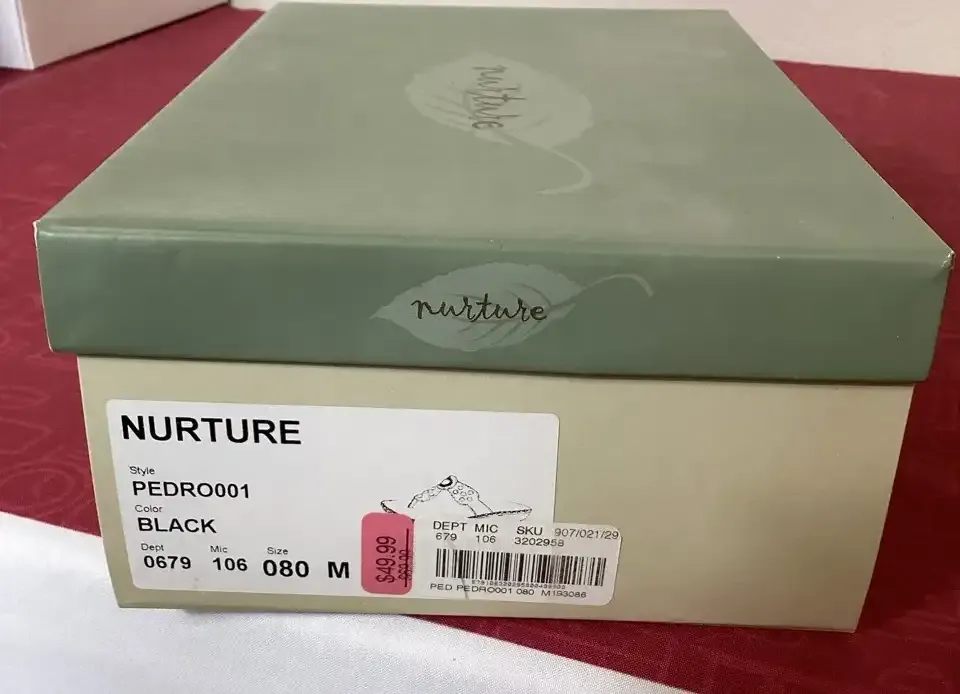 nurture
nurture
NURTURE
Style
PEDRO001
Color
BLACK
Dept Mic Size
0679 106 080 M
$49.99
DEPT MIC SKU 907/021/29
679 106 3202958
PED PEDRO001 080 M193086